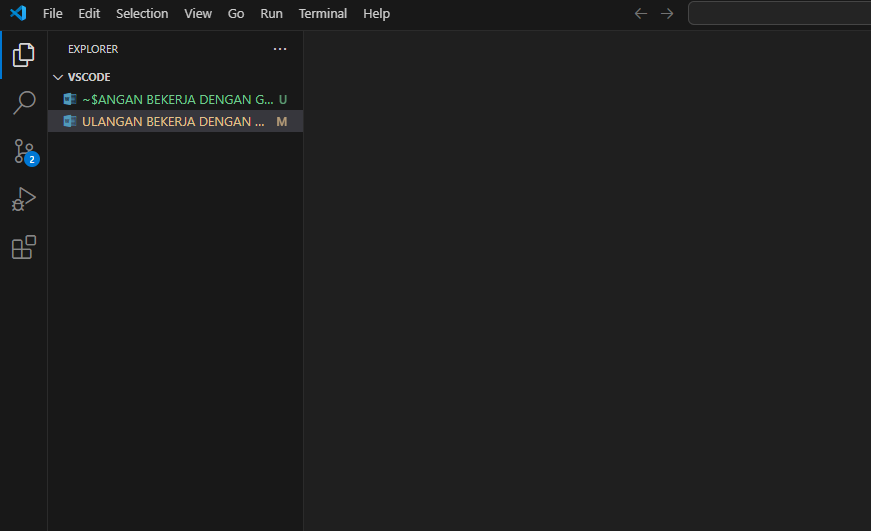 File Edit Selection View Go Run Terminal Help
EXPLORER ...
VSCODE
~$ANGAN BEKERJA DENGAN G... U
ULANGAN BEKERJA DENGAN ... M
2